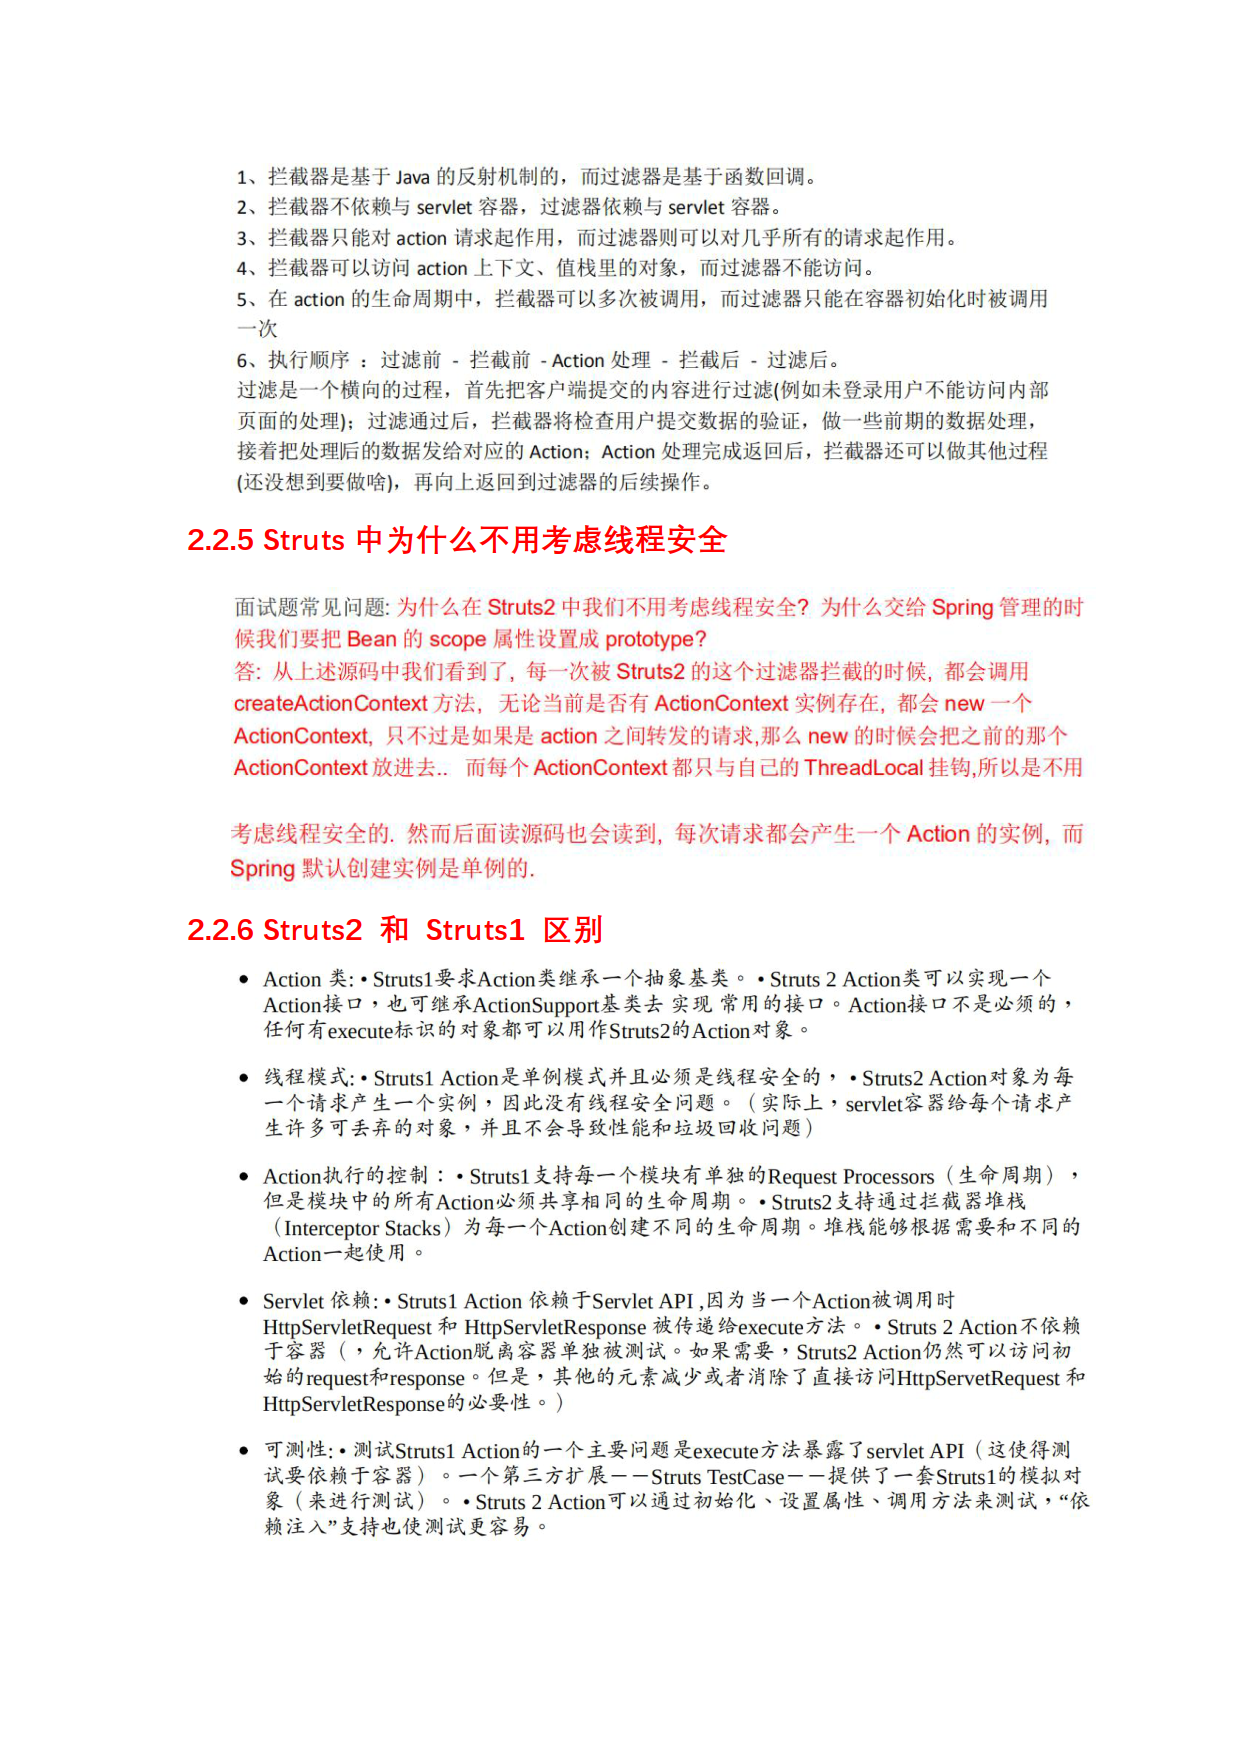 1、拦截器是基于 Java 的反射机制的，而过滤器是基于函数回调。
2、拦截器不依赖与 servlet 容器，过滤器依赖与 servlet 容器。
3、拦截器只能对 action 请求起作用，而过滤器则可以对几乎所有的请求起作用。
4、拦截器可以访问 action 上下文、值栈里的对象，而过滤器不能访问。
5、在 action 的生命周期中，拦截器可以多次被调用，而过滤器只能在容器初始化时被调用
一次
6、执行顺序 ： 过滤前 - 拦截前 - Action 处理 - 拦截后 - 过滤后。
过滤是一个横向的过程，首先把客户端提交的内容进行过滤(例如未登录用户不能访问内部
页面的处理)；过滤通过后，拦截器将检查用户提交数据的验证，做一些前期的数据处理，
接着把处理后的数据发给对应的 Action；Action 处理完成返回后，拦截器还可以做其他过程
(还没想到要做啥)，再向上返回到过滤器的后续操作。
2.2.5 Struts 中为什么不用考虑线程安全
面试题常见问题: 为什么在 Struts2 中我们不用考虑线程安全? 为什么交给 Spring 管理的时
候我们要把 Bean 的 scope 属性设置成 prototype?
答: 从上述源码中我们看到了, 每一次被 Struts2 的这个过滤器拦截的时候, 都会调用
createActionContext 方法, 无论当前是否有 ActionContext 实例存在, 都会 new 一个
ActionContext, 只不过是如果是 action 之间转发的请求,那么 new 的时候会把之前的那个
ActionContext 放进去.. 而每个 ActionContext 都只与自己的 ThreadLocal 挂钩,所以是不用
考虑线程安全的. 然而后面读源码也会读到, 每次请求都会产生一个 Action 的实例, 而
Spring 默认创建实例是单例的.
2.2.6 Struts2 和 Struts1 区别
● Action 类: • Struts1要求Action类继承一个抽象基类。 • Struts 2 Action类可以实现一个
Action接口，也可继承ActionSupport基类去 实现 常用的接口。Action接口不是必须的，
任何有execute标识的对象都可以用作Struts2的Action对象。
● 线程模式: • Struts1 Action是单例模式并且必须是线程安全的， • Struts2 Action对象为每
一个请求产生一个实例，因此没有线程安全问题。（实际上，servlet容器给每个请求产
生许多可丢弃的对象，并且不会导致性能和垃圾回收问题）
● Action执行的控制： • Struts1支持每一个模块有单独的Request Processors（生命周期），
但是模块中的所有Action必须共享相同的生命周期。 • Struts2支持通过拦截器堆栈
（Interceptor Stacks）为每一个Action创建不同的生命周期。堆栈能够根据需要和不同的
Action一起使用。
● Servlet 依赖: • Struts1 Action 依赖于Servlet API ,因为当一个Action被调用时
HttpServletRequest 和 HttpServletResponse 被传递给execute方法。 • Struts 2 Action不依赖
于容器（，允许Action脱离容器单独被测试。如果需要，Struts2 Action仍然可以访问初
始的request和response。但是，其他的元素减少或者消除了直接访问HttpServetRequest 和
HttpServletResponse的必要性。）
● 可测性: • 测试Struts1 Action的一个主要问题是execute方法暴露了servlet API（这使得测
试要依赖于容器）。一个第三方扩展－－Struts TestCase－－提供了一套Struts1的模拟对
象（来进行测试）。 • Struts 2 Action可以通过初始化、设置属性、调用方法来测试，“依
赖注入”支持也使测试更容易。